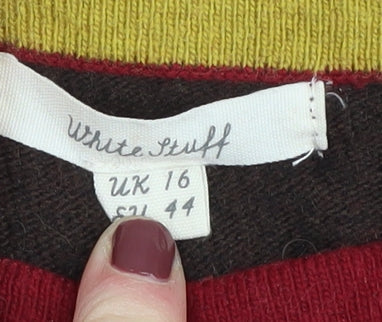 White Stuff
UK 16
EU 44